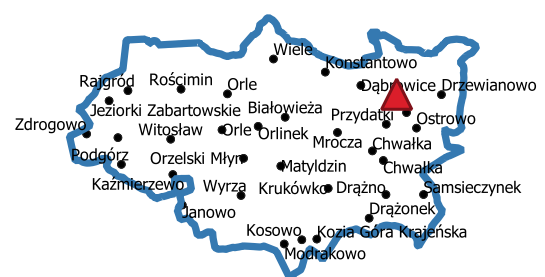 Wiele
Konstantowo
Rajgród
Rościmin
Orle
Dąbrowice
Drzewianowo
Jeziorki Zabartowskie
Białowieża
Przydatki
Ostrowo
Zdrogowo
Witosław
Orle
Orlinek
Mrocza
Chwałka
Podgórz
Orzelski Młyn
Matyldzin
Chwałka
Kaźmierzewo
Wyrza
Krukówko
Drążno
Samsieczynek
Janowo
Drążonek
Kosowo
Kozia Góra Krajeńska
Modrakowo